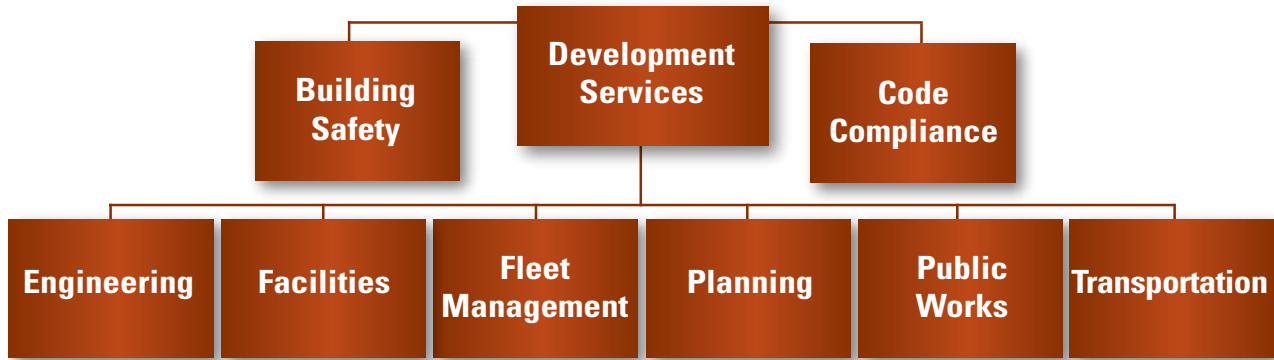 Development
Services
Building
Safety
Code
Compliance
Engineering
Facilities
Fleet
Management
Planning
Public
Works
Transportation